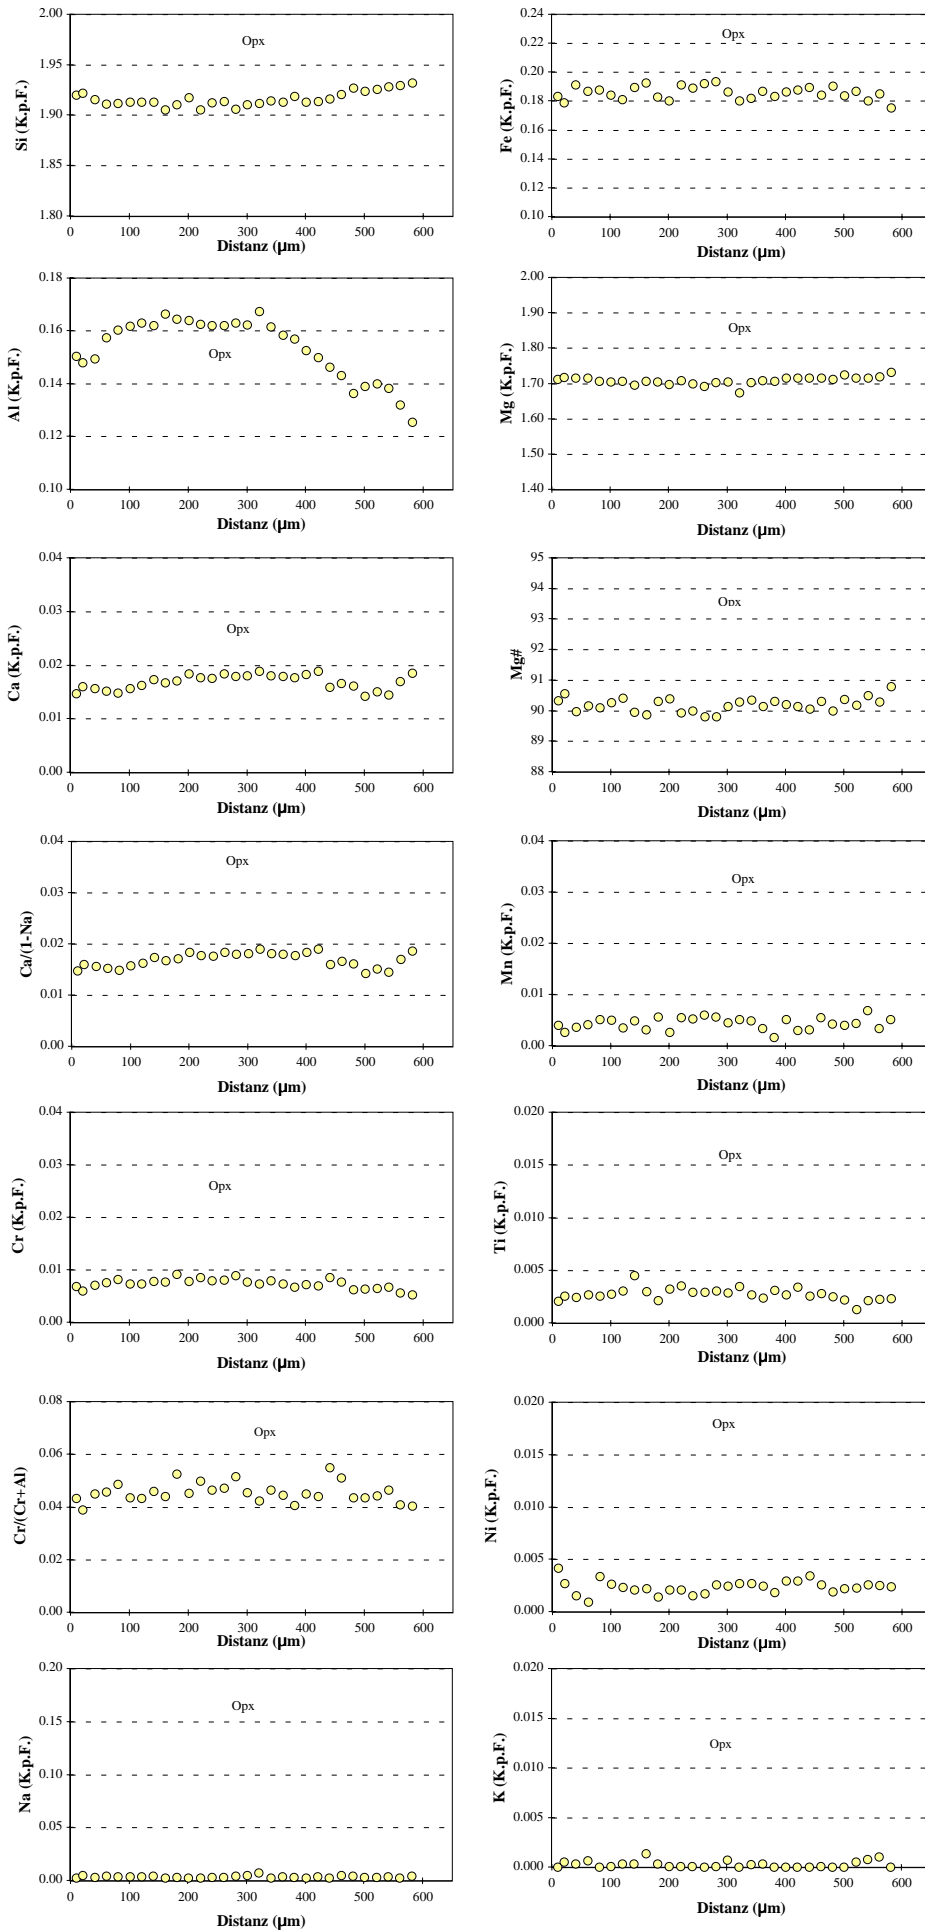 2.00
1.95
1.90
1.85
1.80
Si (K.p.F.)
Opx
0 100 200 300 400 500 600
Distanz (µm)
0.24
0.22
0.20
0.18
0.16
0.14
0.12
0.10
Fe (K.p.F.)
Opx
0 100 200 300 400 500 600
Distanz (µm)
0.18
0.16
0.14
0.12
0.10
Al (K.p.F.)
Opx
0 100 200 300 400 500 600
Distanz (µm)
2.00
1.90
1.80
1.70
1.60
1.50
1.40
Mg (K.p.F.)
Opx
0 100 200 300 400 500 600
Distanz (µm)
0.04
0.03
0.02
0.01
0.00
Ca (K.p.F.)
Opx
0 100 200 300 400 500 600
Distanz (µm)
95
94
93
92
91
90
89
88
Mg#
Opx
0 100 200 300 400 500 600
Distanz (µm)
0.04
0.03
0.02
0.01
0.00
Ca/(1-Na)
Opx
0 100 200 300 400 500 600
Distanz (µm)
0.04
0.03
0.02
0.01
0.00
Mn (K.p.F.)
Opx
0 100 200 300 400 500 600
Distanz (µm)
0.04
0.03
0.02
0.01
0.00
Cr (K.p.F.)
Opx
0 100 200 300 400 500 600
Distanz (µm)
0.020
0.015
0.010
0.005
0.000
Ti (K.p.F.)
Opx
0 100 200 300 400 500 600
Distanz (µm)
0.08
0.06
0.04
0.02
0.00
Cr/(Cr+Al)
Opx
0 100 200 300 400 500 600
Distanz (µm)
0.020
0.015
0.010
0.005
0.000
Ni (K.p.F.)
Opx
0 100 200 300 400 500 600
Distanz (µm)
0.20
0.15
0.10
0.05
0.00
Na (K.p.F.)
Opx
0 100 200 300 400 500 600
Distanz (µm)
0.020
0.015
0.010
0.005
0.000
K (K.p.F.)
Opx
0 100 200 300 400 500 600
Distanz (µm)